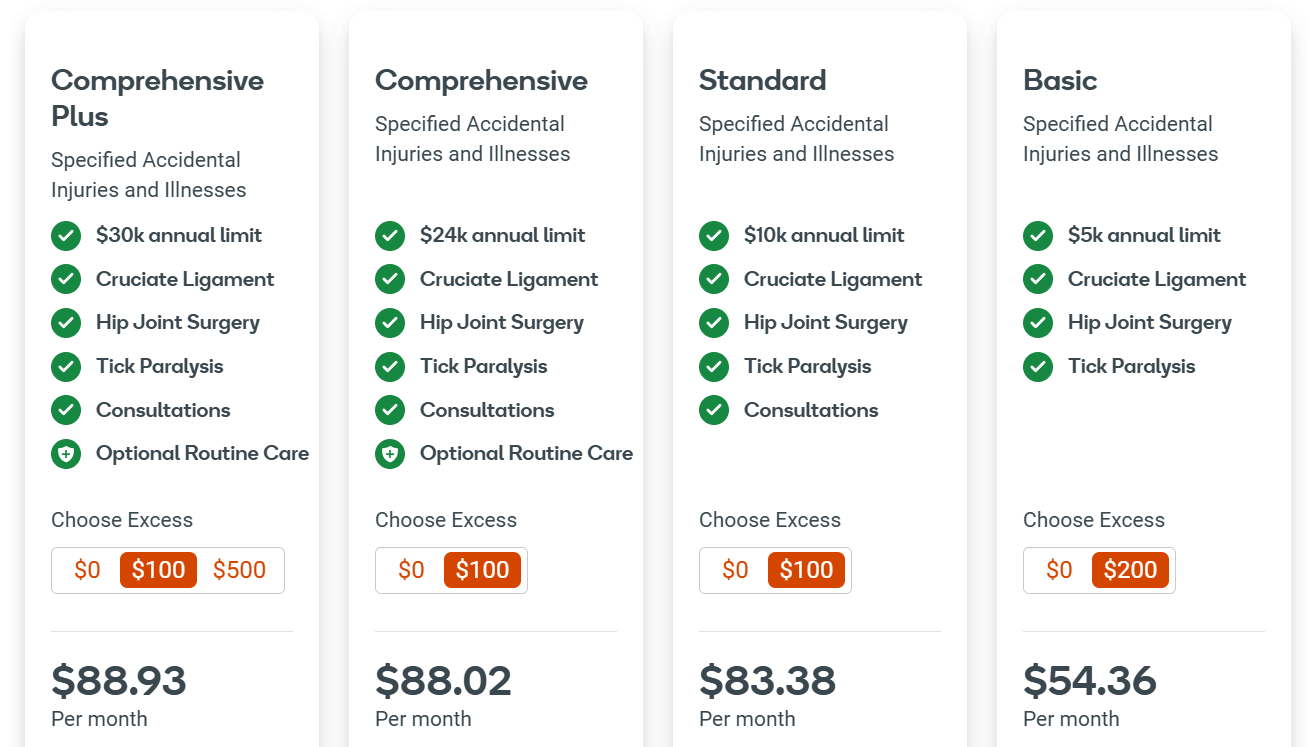 Comprehensive
Plus
Specified Accidental
Injuries and Illnesses
$30k annual limit
Cruciate Ligament
Hip Joint Surgery
Tick Paralysis
Consultations
Optional Routine Care
Choose Excess
$0 $100 $500
$88.93
Per month
Comprehensive
Specified Accidental
Injuries and Illnesses
$24k annual limit
Cruciate Ligament
Hip Joint Surgery
Tick Paralysis
Consultations
Optional Routine Care
Choose Excess
$0 $100
$88.02
Per month
Standard
Specified Accidental
Injuries and Illnesses
$10k annual limit
Cruciate Ligament
Hip Joint Surgery
Tick Paralysis
Consultations
Choose Excess
$0 $100
$83.38
Per month
Basic
Specified Accidental
Injuries and Illnesses
$5k annual limit
Cruciate Ligament
Hip Joint Surgery
Tick Paralysis
Choose Excess
$0 $200
$54.36
Per month